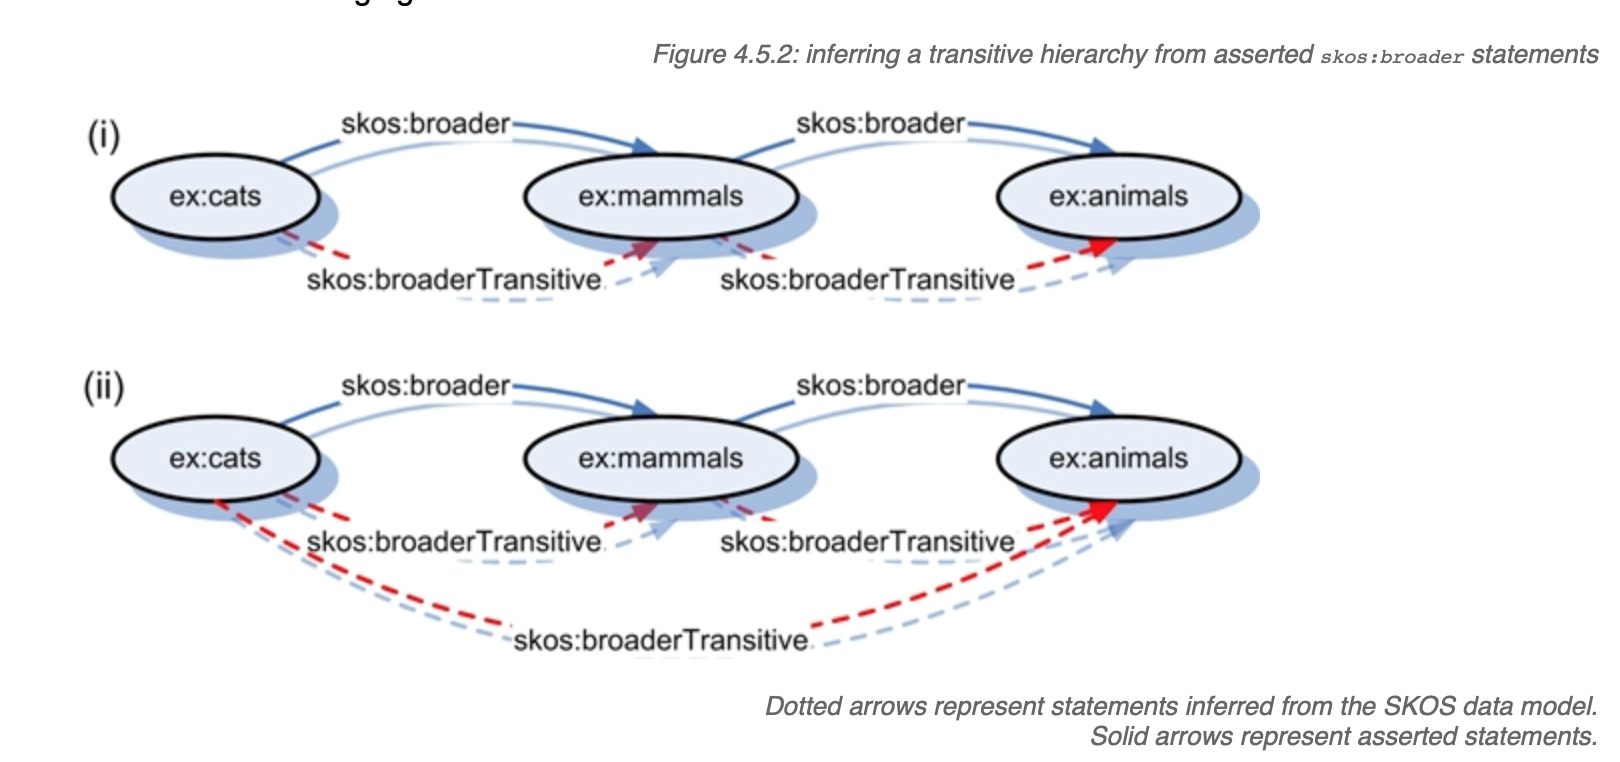 Figure 4.5.2: inferring a transitive hierarchy from asserted skos:broader statements
(i)
skos:broader
skos:broader
ex:cats
ex:mammals
ex:animals
skos:broaderTransitive
skos:broaderTransitive
(ii)
skos:broader
skos:broader
ex:cats
ex:mammals
ex:animals
skos:broaderTransitive
skos:broaderTransitive
skos:broaderTransitive
Dotted arrows represent statements inferred from the SKOS data model.
Solid arrows represent asserted statements.